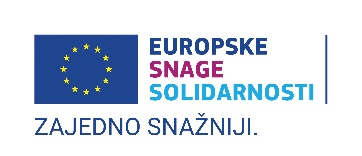 EUROPSKE
SNAGE
SOLIDARNOSTI
ZAJEDNO SNAŽNIJI.